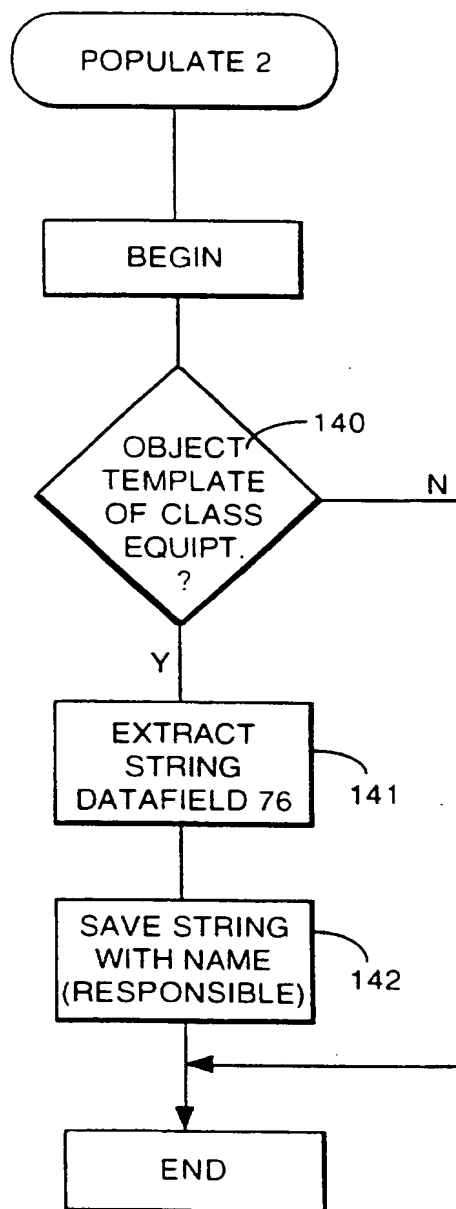 POPULATE 2
BEGIN
140
OBJECT
TEMPLATE
OF CLASS
EQUIPT.
?
N
Y
EXTRACT
STRING
DATAFIELD 76
141
SAVE STRING
WITH NAME
(RESPONSIBLE)
142
END